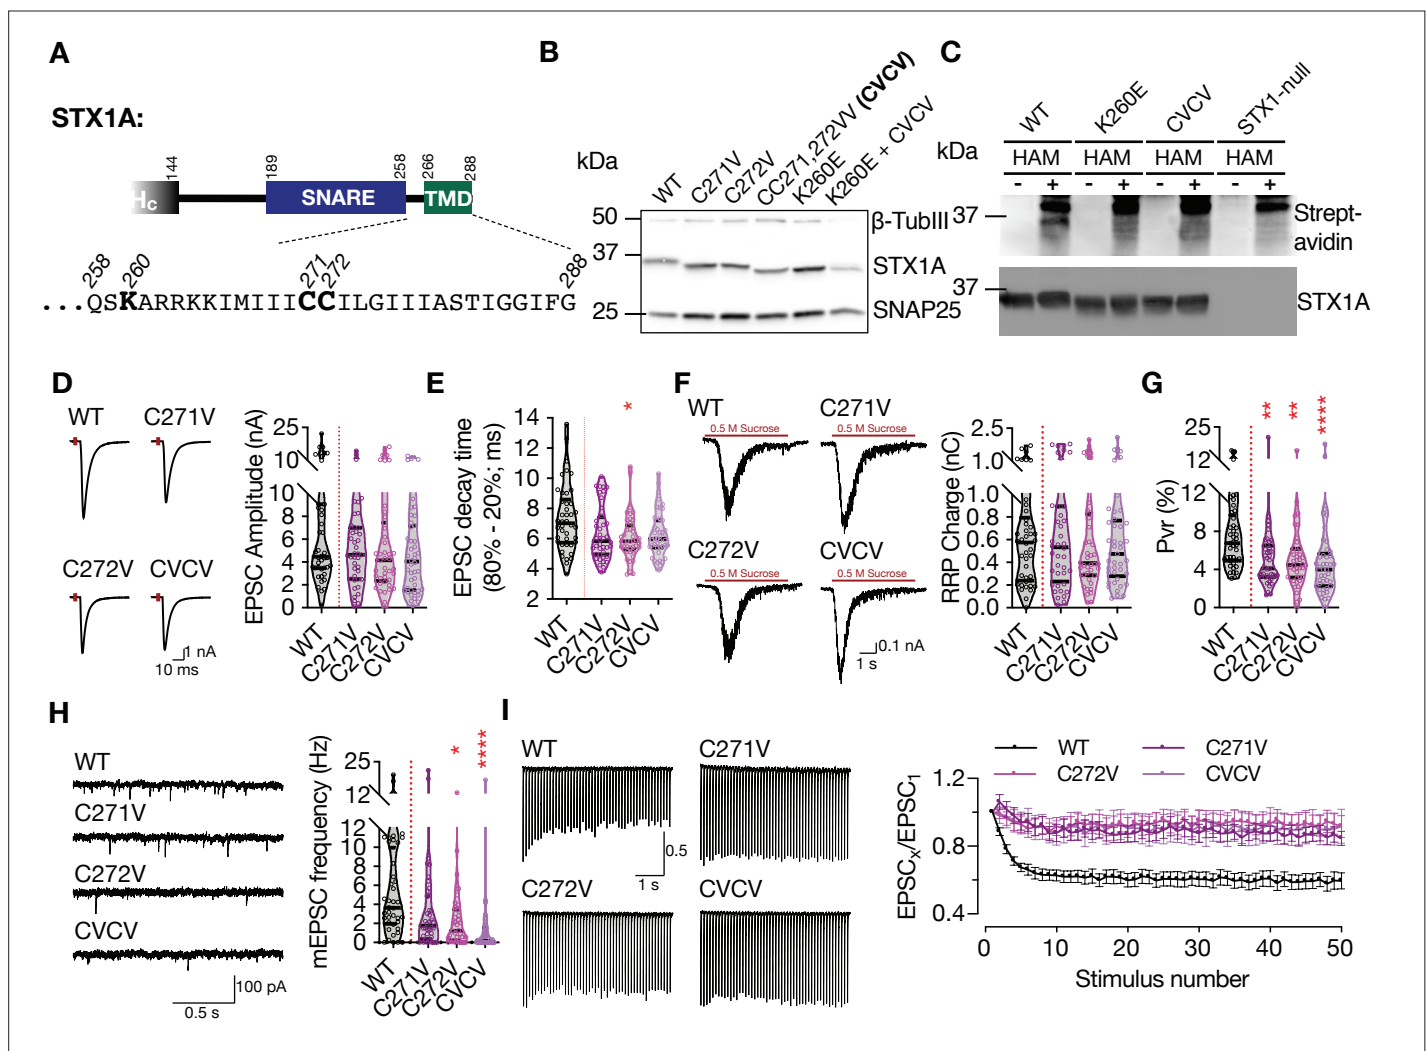 A
STX1A:
144
189
258
266
288
HC
SNARE
TMD
258
260
271
272
288
...QSKARRKKIMIIICCILGIIIASTIGGIFG
B
kDa
WT
C271V
C272V
CC271,272VV (CVCV)
K260E
K260E + CVCV
50
37
25
β-TubIII
STX1A
SNAP25
C
WT
K260E
CVCV
STX1-null
kDa
HAM HAM HAM HAM
- + - + - + - +
37
Strept-
avidin
37
STX1A
D
WT
C271V
C272V
CVCV
1 nA
10 ms
EPSC Amplitude (nA)
25
10
10
8
6
4
2
0
WT
C271V
C272V
CVCV
E
EPSC decay time
(80% - 20%; ms)
14
12
10
8
6
4
2
*
WT
C271V
C272V
CVCV
F
WT
C271V
0.5 M Sucrose
0.5 M Sucrose
C272V
CVCV
0.5 M Sucrose
0.5 M Sucrose
0.1 nA
1 s
RRP Charge (nC)
2.5
1.0
1.0
0.8
0.6
0.4
0.2
0.0
WT
C271V
C272V
CVCV
G
Pvr (%)
25
12
12
8
6
4
2
0
**
**
****
WT
C271V
C272V
CVCV
H
WT
C271V
C272V
CVCV
100 pA
0.5 s
mEPSC frequency (Hz)
25
12
12
10
8
6
4
2
0
*
****
WT
C271V
C272V
CVCV
I
WT
C271V
0.5
1 s
C272V
CVCV
WT
C271V
C272V
CVCV
EPSCX/EPSC1
1.2
0.8
0.4
0
10
20
30
40
50
Stimulus number